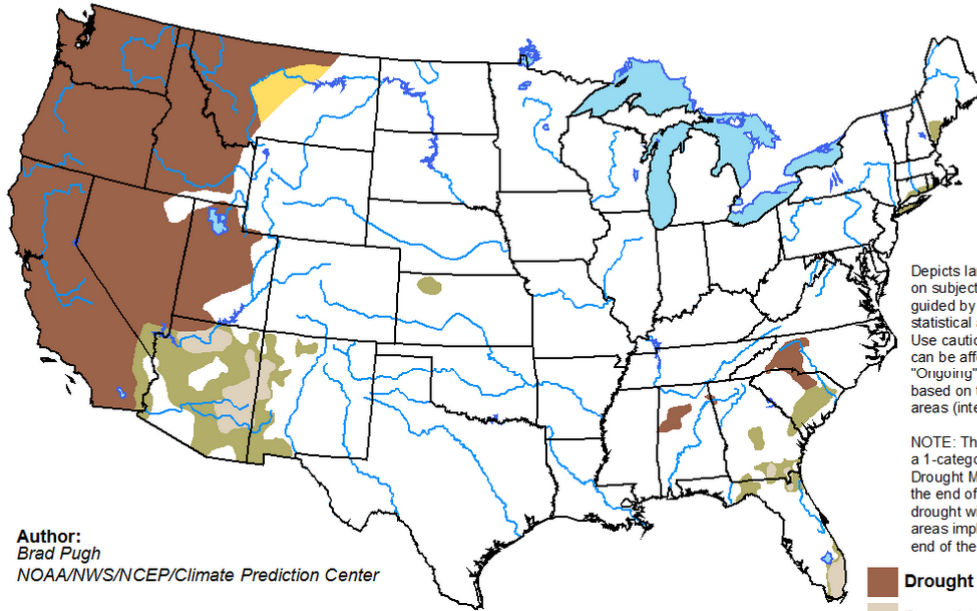 Depicts la
on subject
guided by
statistical
Use cautio
can be affe
"Ongoing"
based on t
areas (inte
NOTE: Th
a 1-catego
Drought M
the end of
drought wi
areas impl
end of the
Author:
Brad Pugh
NOAA/NWS/NCEP/Climate Prediction Center
Drought